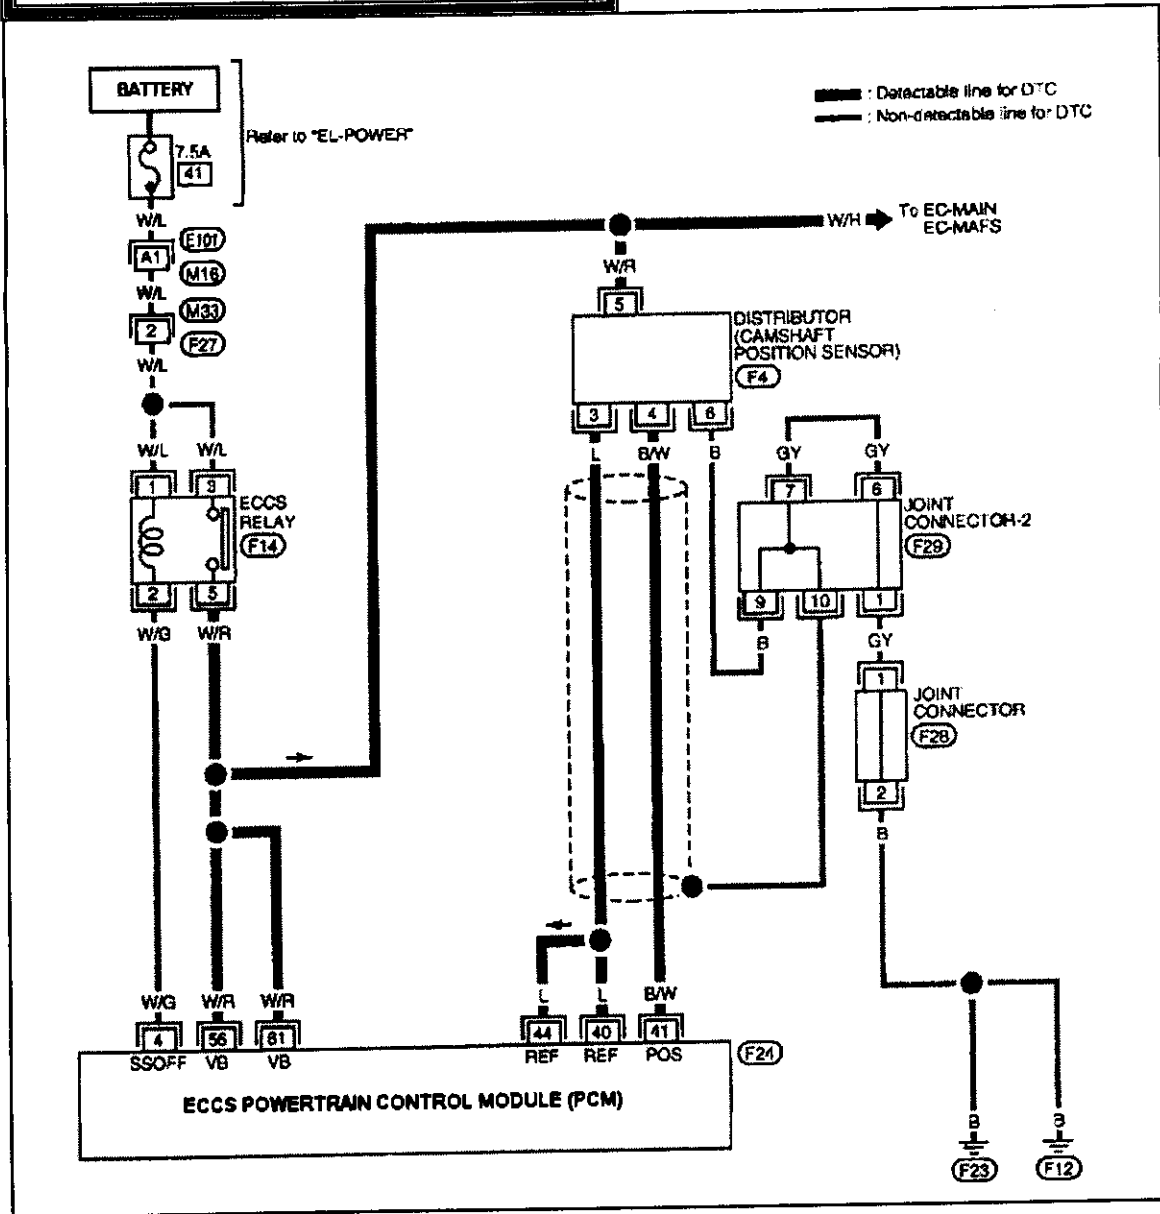 BATTERY
Refer to "EL-POWER"
7.5A
41
: Detectable line for DTC
: Non-detectable line for DTC
W/L
E101
A1
M16
W/L
M33
2
F27
W/L
W/L
W/L
1
3
ECCS
RELAY
F14
2
5
W/G
W/R
W/R
To EC-MAIN
EC-MAFS
W/R
5
DISTRIBUTOR
(CAMSHAFT
POSITION SENSOR)
F4
3
4
6
L
B/W
B
GY
GY
7
6
JOINT
CONNECTOR-2
F29
9
10
1
B
GY
1
JOINT
CONNECTOR
F28
2
B
W/G
W/R
W/R
L
L
B/W
4
56
61
44
40
41
SSOFF
VB
VB
REF
REF
POS
F24
ECCS POWERTRAIN CONTROL MODULE (PCM)
B
B
F23
F12